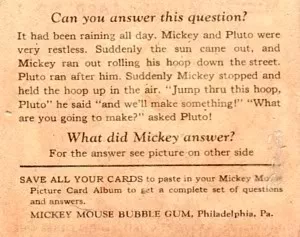 Can you answer this question?
It had been raining all day. Mickey and Pluto were
very restless. Suddenly the sun came out, and
Mickey ran out rolling his hoop down the street.
Pluto ran after him. Suddenly Mickey stopped and
held the hoop up in the air. "Jump thru this hoop,
Pluto" he said "and we'll make something!" "What
are you going to make?" asked Pluto!
What did Mickey answer?
For the answer see picture on other side
SAVE ALL YOUR CARDS to paste in your Mickey Mouse
Picture Card Album to get a complete set of questions
and answers.
MICKEY MOUSE BUBBLE GUM, Philadelphia, Pa.